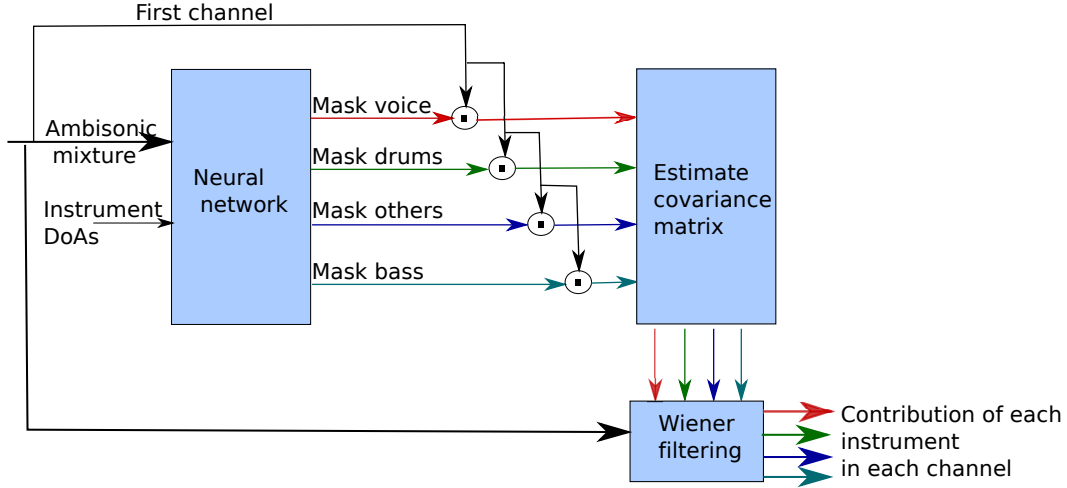 First channel
Ambisonic
mixture
Instrument
DoAs
Neural
network
Mask voice
Mask drums
Mask others
Mask bass
Estimate
covariance
matrix
Wiener
filtering
Contribution of each
instrument
in each channel